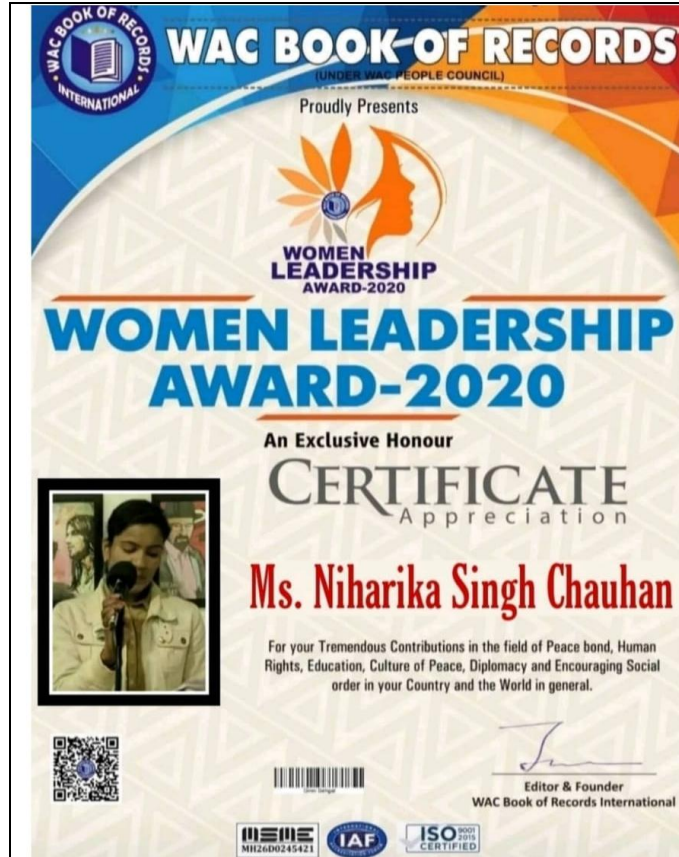 WAC BOOK OF RECORDS
INTERNATIONAL
WAC BOOK OF RECORDS
(UNDER WAC PEOPLE COUNCIL)
Proudly Presents
WOMEN
LEADERSHIP
AWARD-2020
WOMEN LEADERSHIP
AWARD-2020
An Exclusive Honour
CERTIFICATE
Appreciation
Ms. Niharika Singh Chauhan
For your Tremendous Contributions in the field of Peace bond, Human
Rights, Education, Culture of Peace, Diplomacy and Encouraging Social
order in your Country and the World in general.
Editor & Founder
WAC Book of Records International
MSME
MH26D0245421
IAF
ISO 9001
2015
CERTIFIED